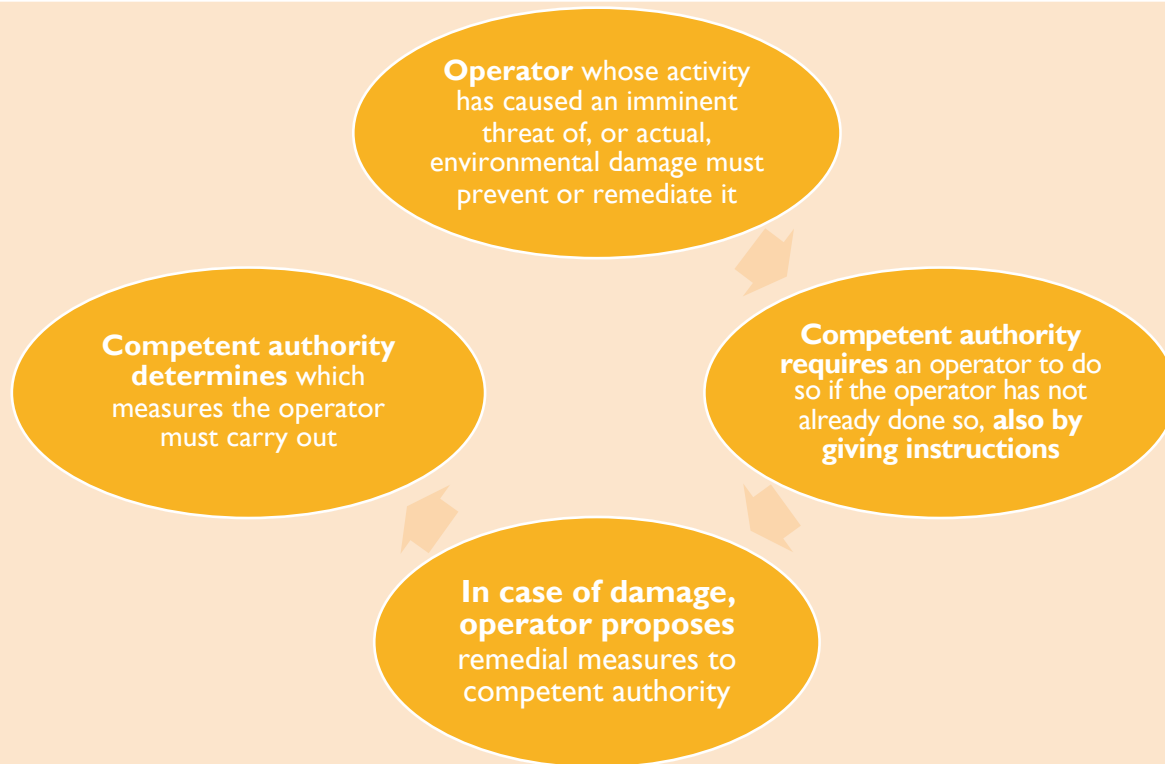 Operator whose activity
has caused an imminent
threat of, or actual,
environmental damage must
prevent or remediate it
Competent authority
requires an operator to do
so if the operator has not
already done so, also by
giving instructions
In case of damage,
operator proposes
remedial measures to
competent authority
Competent authority
determines which
measures the operator
must carry out